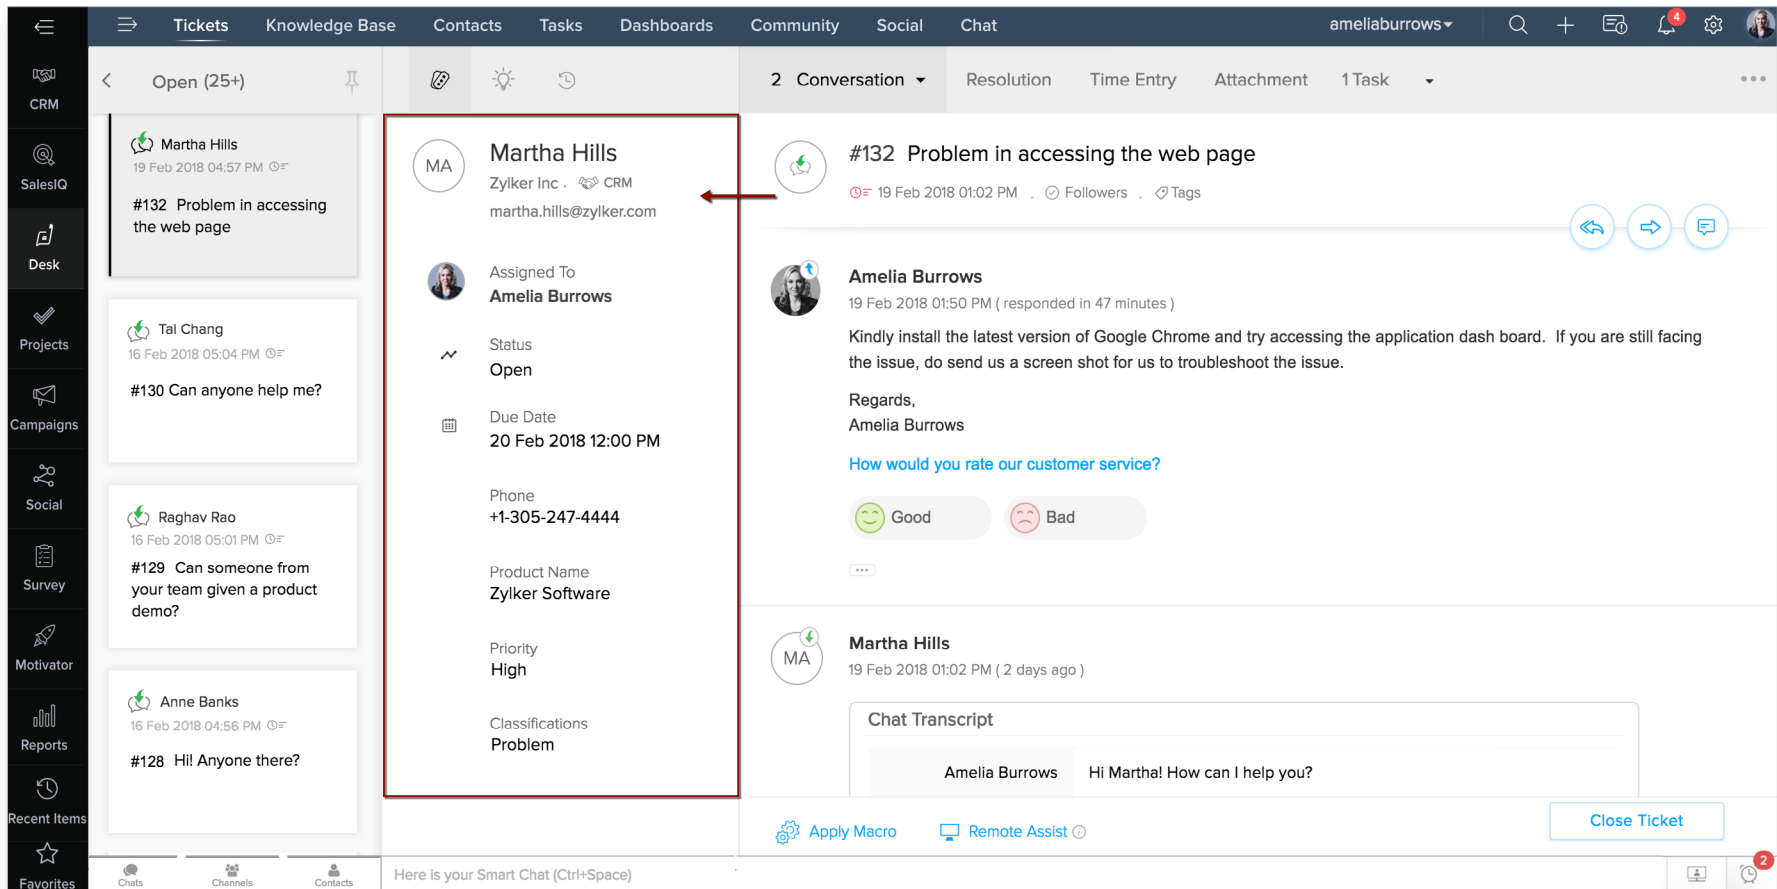 Tickets Knowledge Base Contacts Tasks Dashboards Community Social Chat ameliaburrows 4
CRM
SalesIQ
Desk
Projects
Campaigns
Social
Survey
Motivator
Reports
Recent Items
Favorites
Open (25+)
Martha Hills
19 Feb 2018 04:57 PM
#132 Problem in accessing
the web page
Tai Chang
16 Feb 2018 05:04 PM
#130 Can anyone help me?
Raghav Rao
16 Feb 2018 05:01 PM
#129 Can someone from
your team given a product
demo?
Anne Banks
16 Feb 2018 04:56 PM
#128 Hi! Anyone there?
Chats Channels Contacts
MA
Martha Hills
Zylker Inc . CRM
martha.hills@zylker.com
Assigned To
Amelia Burrows
Status
Open
Due Date
20 Feb 2018 12:00 PM
Phone
+1-305-247-4444
Product Name
Zylker Software
Priority
High
Classifications
Problem
2 Conversation Resolution Time Entry Attachment 1 Task
#132 Problem in accessing the web page
19 Feb 2018 01:02 PM . Followers . Tags
Amelia Burrows
19 Feb 2018 01:50 PM ( responded in 47 minutes )
Kindly install the latest version of Google Chrome and try accessing the application dash board. If you are still facing
the issue, do send us a screen shot for us to troubleshoot the issue.
Regards,
Amelia Burrows
How would you rate our customer service?
Good Bad
MA
Martha Hills
19 Feb 2018 01:02 PM ( 2 days ago )
Chat Transcript
Amelia Burrows Hi Martha! How can I help you?
Apply Macro Remote Assist Close Ticket
Here is your Smart Chat (Ctrl+Space) 2